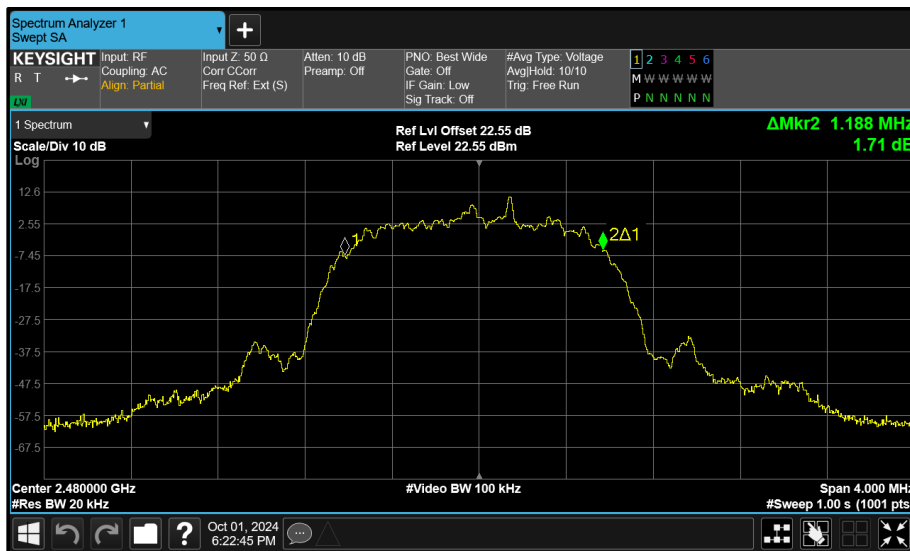 Spectrum Analyzer 1
Swept SA
KEYSIGHT
R T
LXI
Input: RF
Coupling: AC
Align: Partial
Input Z: 50 Ω
Corr CCorr
Freq Ref: Ext (S)
Atten: 10 dB
Preamp: Off
PNO: Best Wide
Gate: Off
IF Gain: Low
Sig Track: Off
#Avg Type: Voltage
Avg|Hold: 10/10
Trig: Free Run
1 2 3 4 5 6
M W W W W W
P N N N N N
1 Spectrum
Scale/Div 10 dB
Ref Lvl Offset 22.55 dB
Ref Level 22.55 dBm
ΔMkr2 1.188 MHz
1.71 dB
Log
12.6
2.55
-7.45
-17.5
-27.5
-37.5
-47.5
-57.5
-67.5
1
2Δ1
Center 2.480000 GHz
#Video BW 100 kHz
Span 4.000 MHz
#Res BW 20 kHz
#Sweep 1.00 s (1001 pts
?
Oct 01, 2024
6:22:45 PM